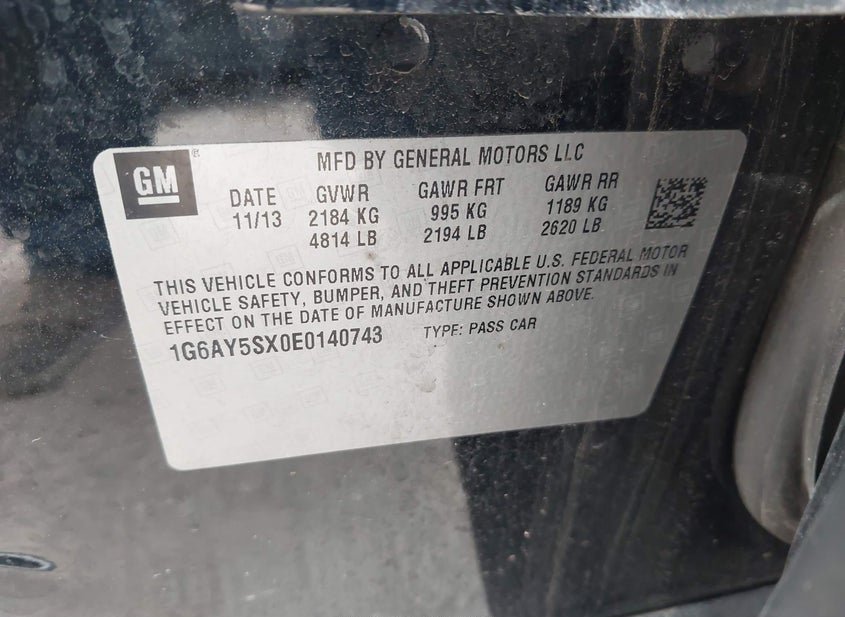 GM
MFD BY GENERAL MOTORS LLC
DATE GVWR GAWR FRT GAWR RR
11/13 2184 KG 995 KG 1189 KG
4814 LB 2194 LB 2620 LB
THIS VEHICLE CONFORMS TO ALL APPLICABLE U.S. FEDERAL MOTOR
VEHICLE SAFETY, BUMPER, AND THEFT PREVENTION STANDARDS IN
EFFECT ON THE DATE OF MANUFACTURE SHOWN ABOVE.
1G6AY5SX0E0140743 TYPE: PASS CAR